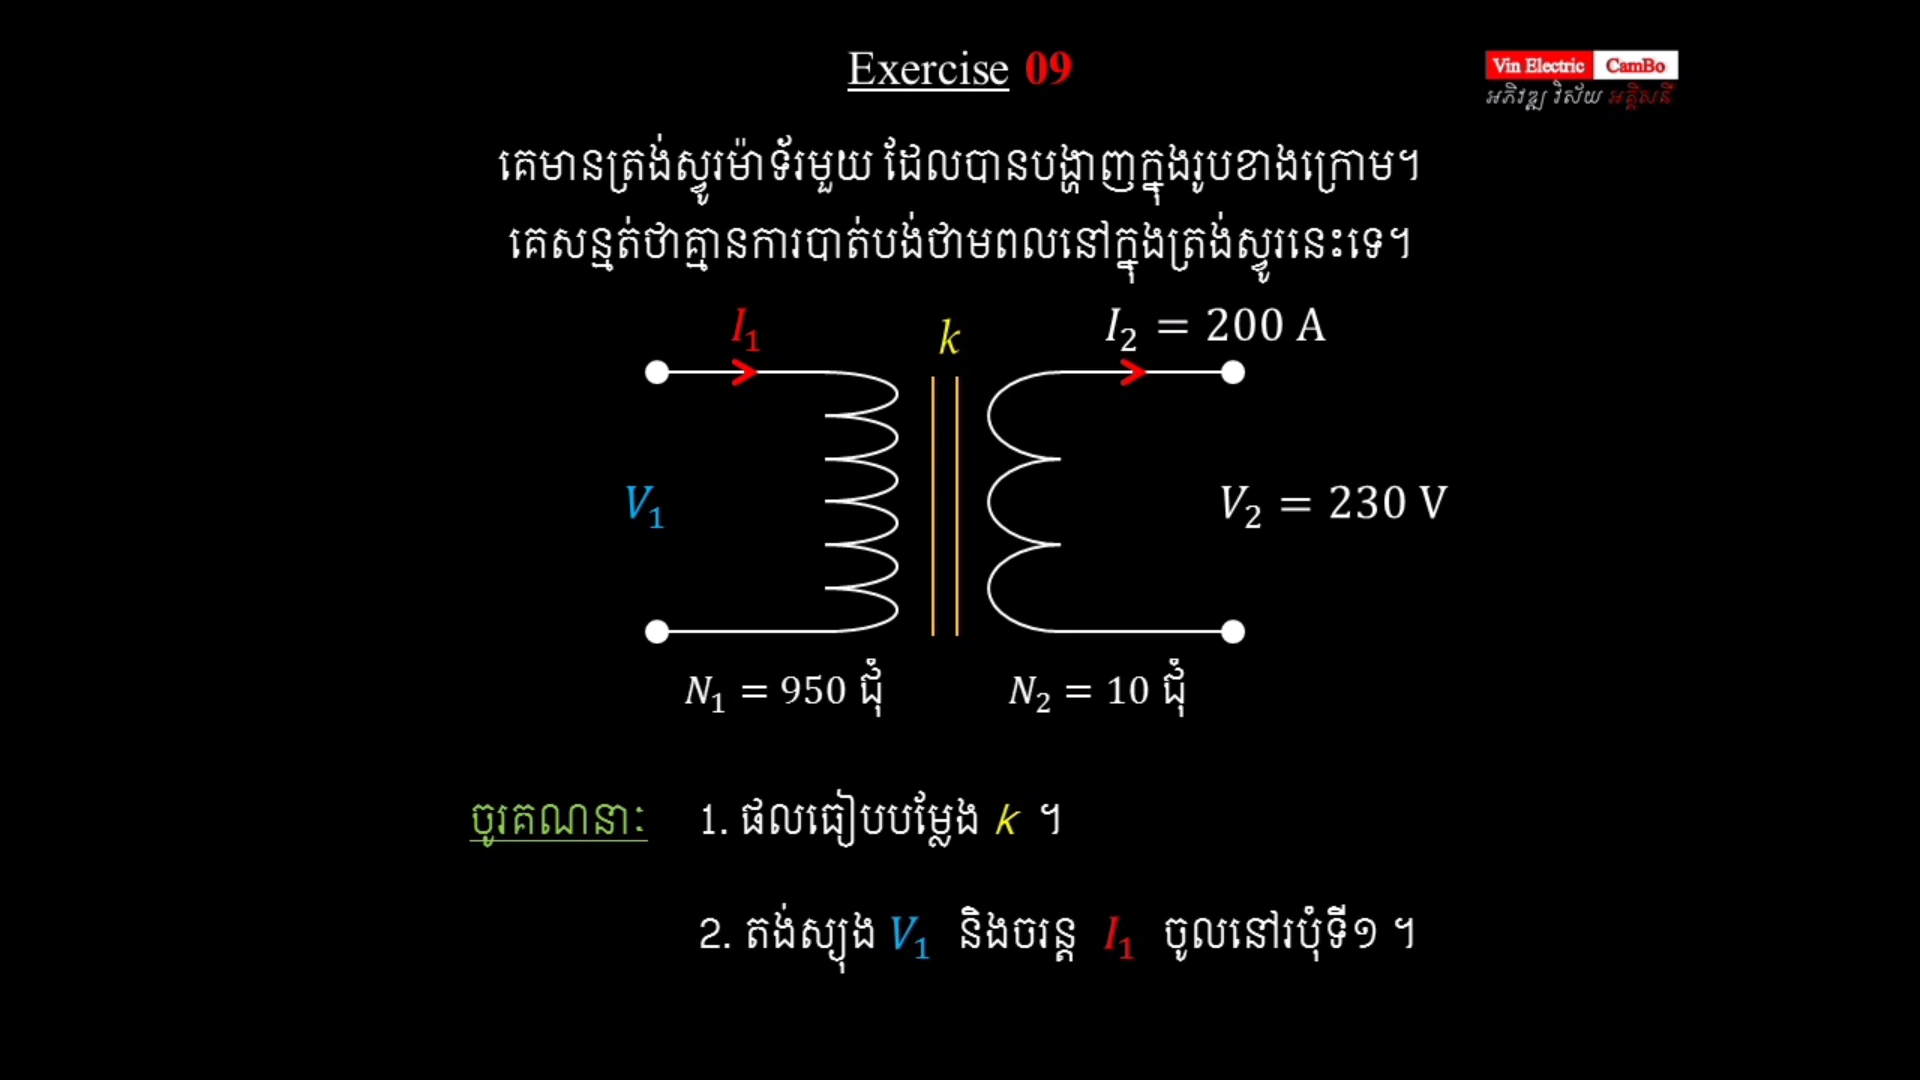 Exercise 09
Vin Electric CamBo
អភិវឌ្ឍ វិស័យ អគ្គិសនី
គេមានត្រង់ស្វូរម៉ាទ័រមួយ ដែលបានបង្ហាញក្នុងរូបខាងក្រោម។
គេសន្មត់ថាគ្មានការបាត់បង់ថាមពលនៅក្នុងត្រង់ស្វូរនេះទេ។
I₁
k
I₂ = 200 A
V₁
V₂ = 230 V
N₁ = 950 ជុំ
N₂ = 10 ជុំ
ចូរគណនាៈ 1. ផលធៀបបម្លែង k ។
2. តង់ស្យុង V₁ និងចរន្ត I₁ ចូលនៅរបុំទី១ ។